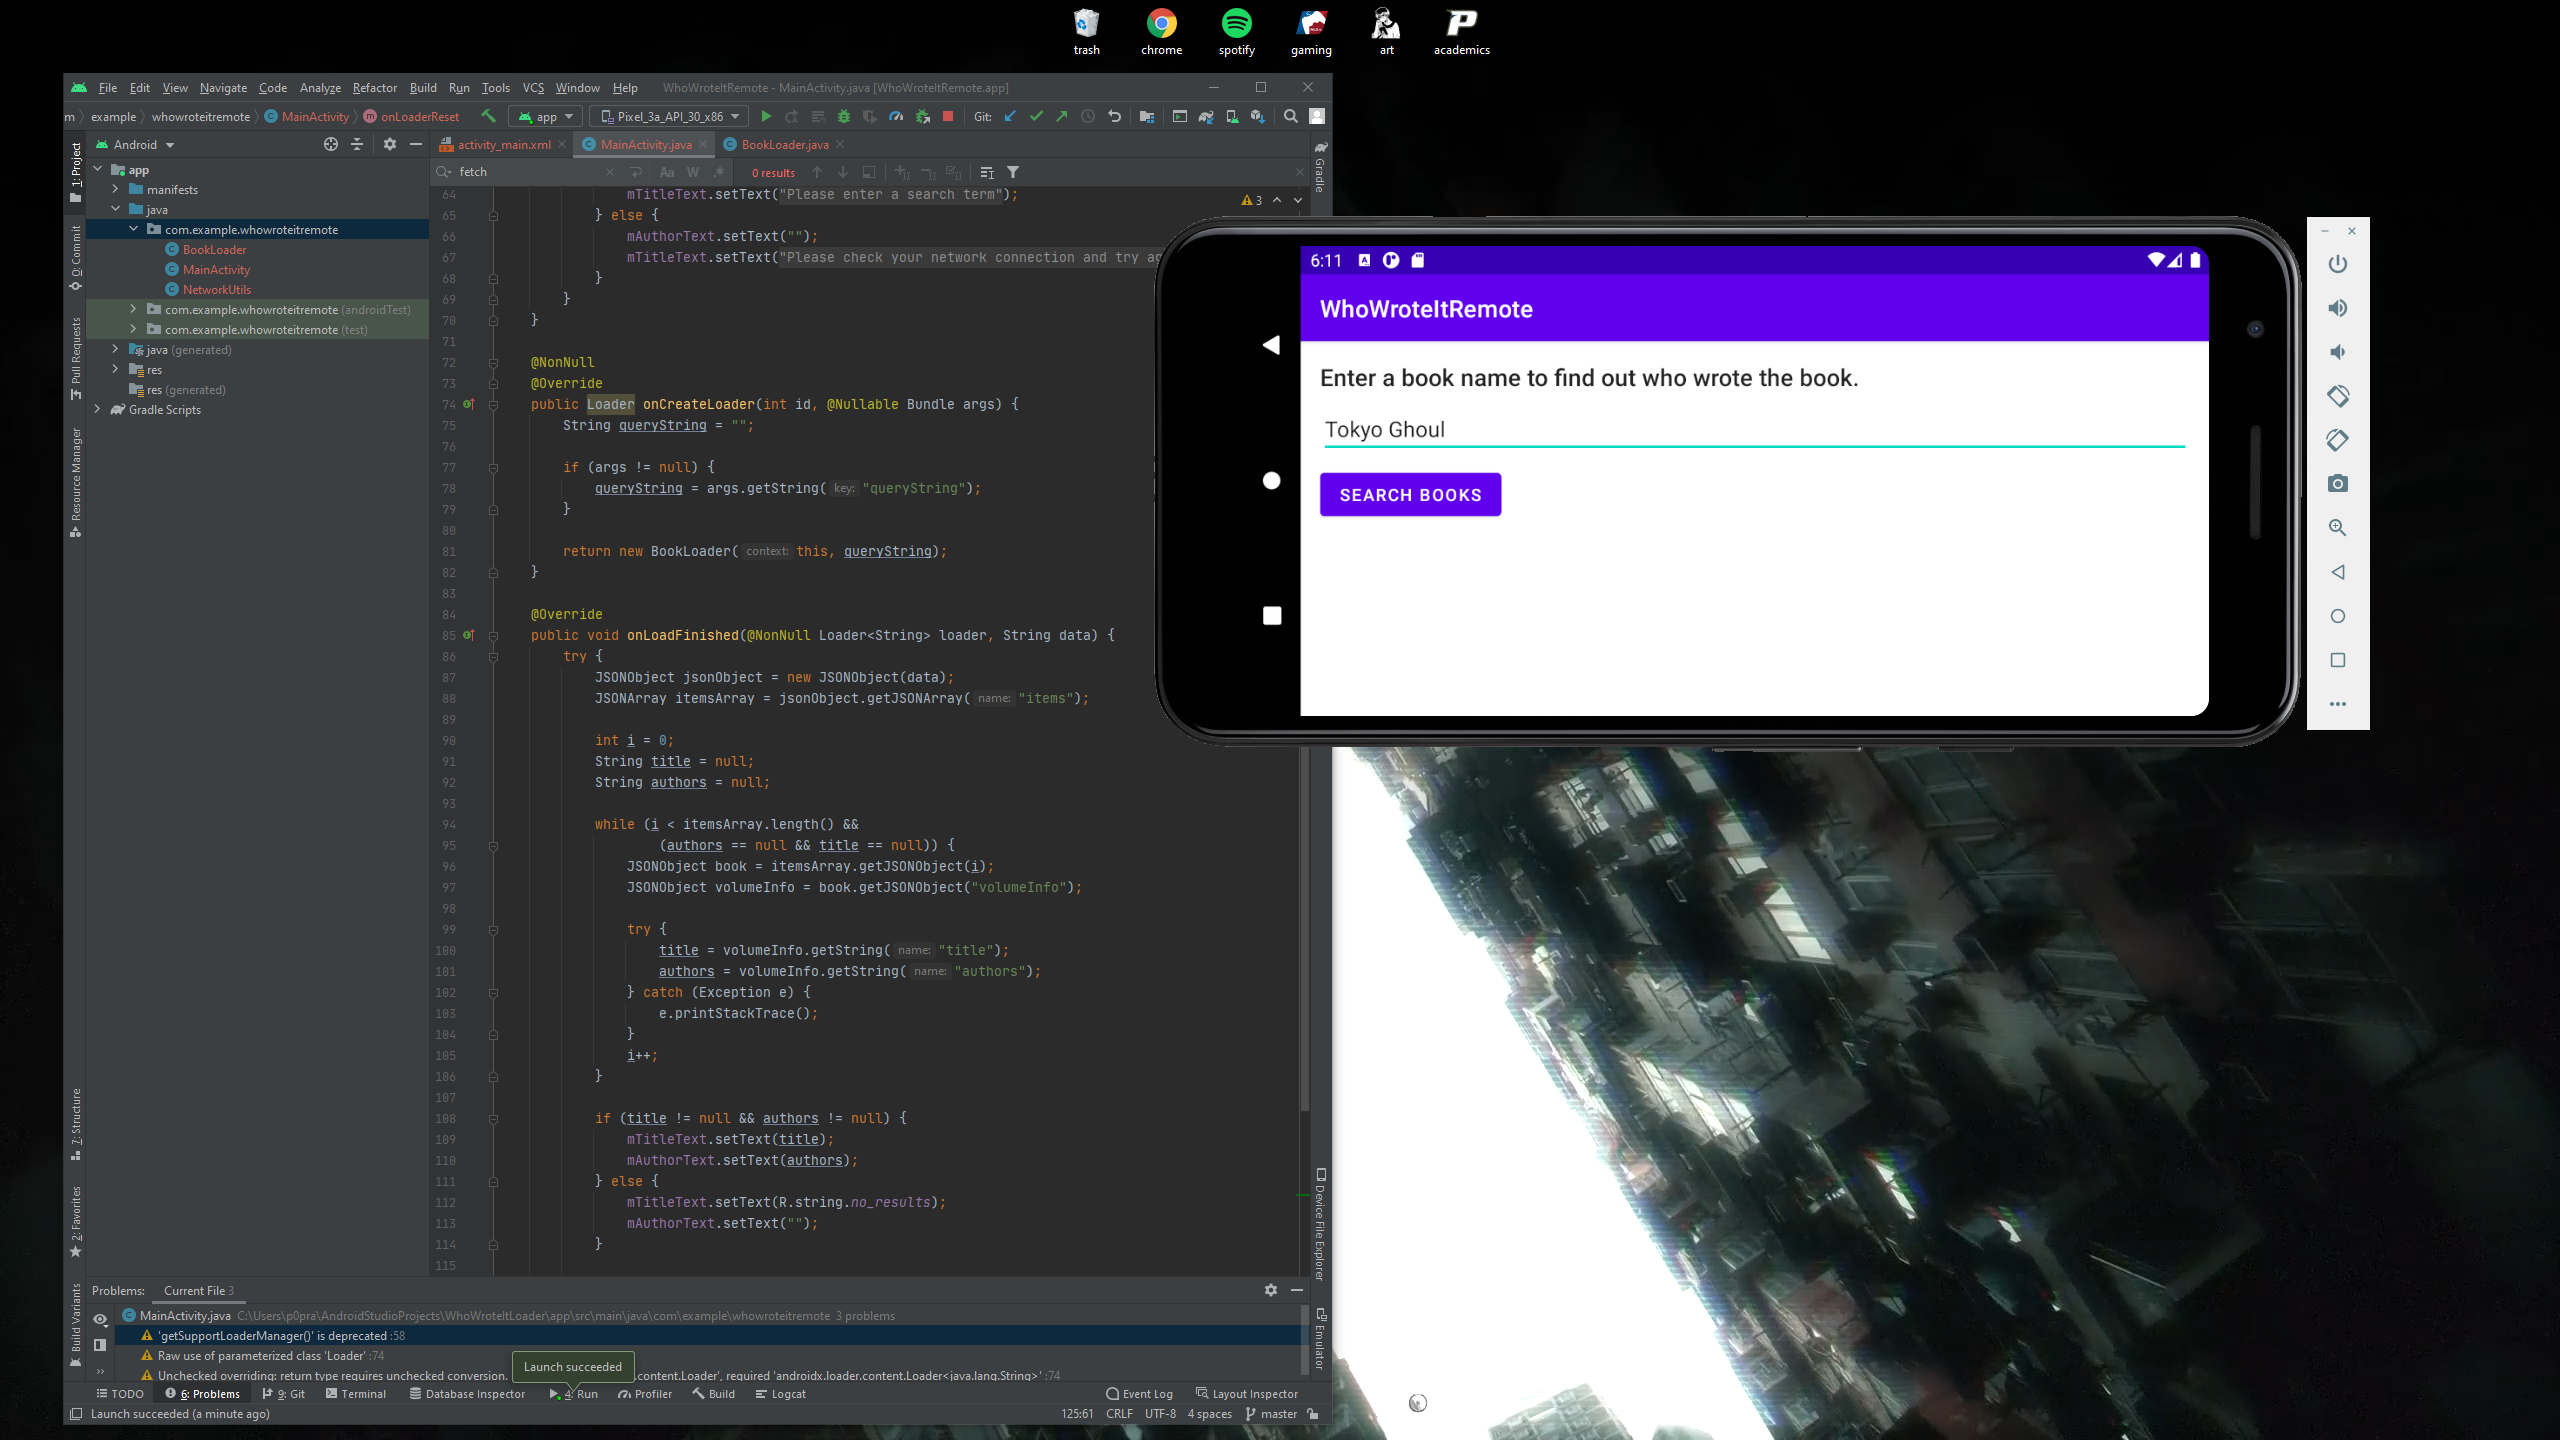 trash
chrome
spotify
gaming
art
academics
File Edit View Navigate Code Analyze Refactor Build Run Tools VCS Window Help WhoWroteItRemote - MainActivity.java [WhoWroteItRemote.app]
m example whowroteitremote MainActivity onLoaderReset app Pixel_3a_API_30_x86 Git:
1: Project
0: Commit
Pull Requests
Resource Manager
7: Structure
2: Favorites
Build Variants
Android
app
manifests
java
com.example.whowroteitremote
BookLoader
MainActivity
NetworkUtils
com.example.whowroteitremote (androidTest)
com.example.whowroteitremote (test)
java (generated)
res
res (generated)
Gradle Scripts
activity_main.xml MainActivity.java BookLoader.java
fetch Aa W .* 0 results
3
64 mTitleText.setText("Please enter a search term");
65 } else {
66 mAuthorText.setText("");
67 mTitleText.setText("Please check your network connection and try ag
68 }
69 }
70 }
71
72 @NonNull
73 @Override
74 public Loader onCreateLoader(int id, @Nullable Bundle args) {
75 String queryString = "";
76
77 if (args != null) {
78 queryString = args.getString( key: "queryString");
79 }
80
81 return new BookLoader( context: this, queryString);
82 }
83
84 @Override
85 public void onLoadFinished(@NonNull Loader<String> loader, String data) {
86 try {
87 JSONObject jsonObject = new JSONObject(data);
88 JSONArray itemsArray = jsonObject.getJSONArray( name: "items");
89
90 int i = 0;
91 String title = null;
92 String authors = null;
93
94 while (i < itemsArray.length() &&
95 (authors == null && title == null)) {
96 JSONObject book = itemsArray.getJSONObject(i);
97 JSONObject volumeInfo = book.getJSONObject("volumeInfo");
98
99 try {
100 title = volumeInfo.getString( name: "title");
101 authors = volumeInfo.getString( name: "authors");
102 } catch (Exception e) {
103 e.printStackTrace();
104 }
105 i++;
106 }
107
108 if (title != null && authors != null) {
109 mTitleText.setText(title);
110 mAuthorText.setText(authors);
111 } else {
112 mTitleText.setText(R.string.no_results);
113 mAuthorText.setText("");
114 }
115
Gradle
Device File Explorer
Emulator
6:11
WhoWroteItRemote
Enter a book name to find out who wrote the book.
Tokyo Ghoul
SEARCH BOOKS
Problems: Current File 3
MainActivity.java C:\Users\p0pra\AndroidStudioProjects\WhoWroteItLoader\app\src\main\java\com\example\whowroteitremote 3 problems
'getSupportLoaderManager()' is deprecated :58
Raw use of parameterized class 'Loader' :74
Unchecked overriding: return type requires unchecked conversion. .content.Loader', required 'androidx.loader.content.Loader<java.lang.String>' :74
Launch succeeded
TODO 6: Problems 9: Git Terminal Database Inspector 4: Run Profiler Build Logcat Event Log Layout Inspector
Launch succeeded (a minute ago) 125:61 CRLF UTF-8 4 spaces master